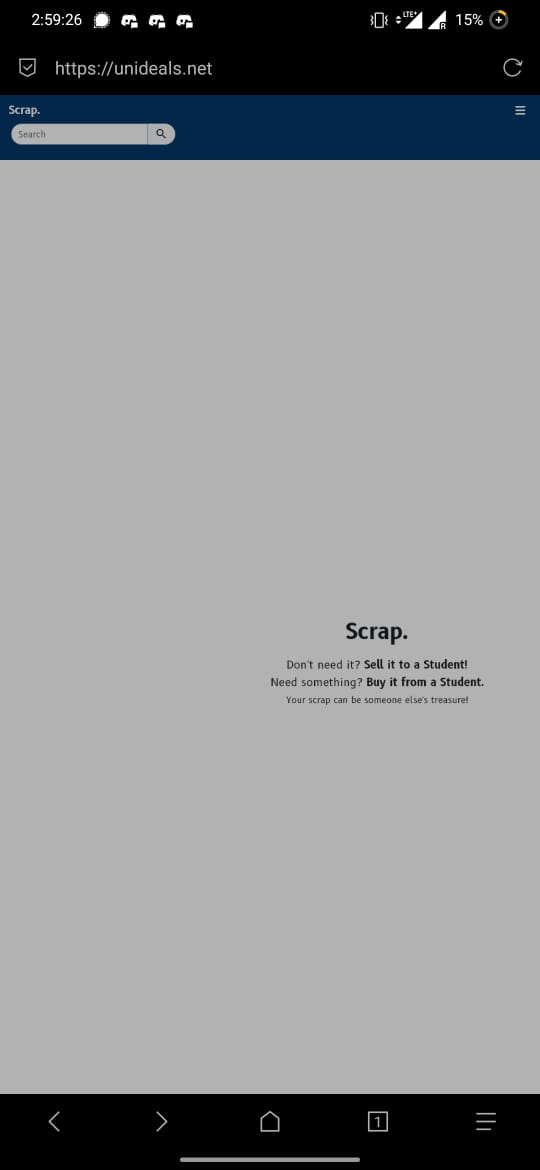 2:59:26
LTE+
R
15%
https://unideals.net
Scrap.
Search
Scrap.
Don't need it? Sell it to a Student!
Need something? Buy it from a Student.
Your scrap can be someone else's treasure!
1